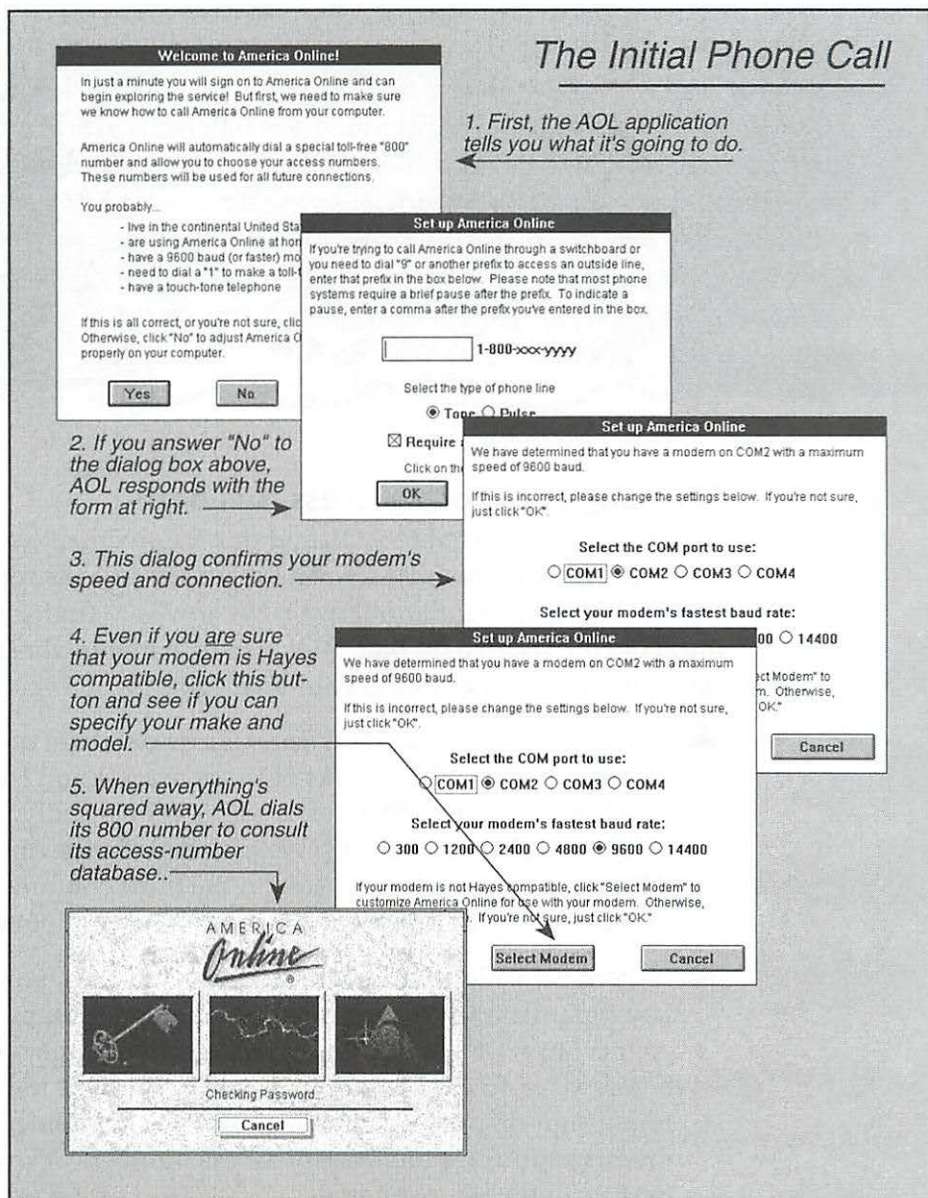 The Initial Phone Call
Welcome to America Online!
In just a minute you will sign on to America Online and can
begin exploring the service! But first, we need to make sure
we know how to call America Online from your computer.
America Online will automatically dial a special toll-free "800"
number and allow you to choose your access numbers.
These numbers will be used for all future connections.
You probably...
- live in the continental United Sta
- are using America Online at hom
- have a 9600 baud (or faster) mo
- need to dial a "1" to make a toll-f
- have a touch-tone telephone
If this is all correct, or you're not sure, clic
Otherwise, click "No" to adjust America O
properly on your computer.
Yes No
1. First, the AOL application
tells you what it's going to do.
Set up America Online
If you're trying to call America Online through a switchboard or
you need to dial "9" or another prefix to access an outside line,
enter that prefix in the box below. Please note that most phone
systems require a brief pause after the prefix. To indicate a
pause, enter a comma after the prefix you've entered in the box.
1-800-xxx-yyyy
Select the type of phone line
Tone Pulse
Require
Click on the
OK
2. If you answer "No" to
the dialog box above,
AOL responds with the
form at right.
Set up America Online
We have determined that you have a modem on COM2 with a maximum
speed of 9600 baud.
If this is incorrect, please change the settings below. If you're not sure,
just click "OK".
Select the COM port to use:
COM1 COM2 COM3 COM4
Select your modem's fastest baud rate:
00 14400
ect Modem" to
m. Otherwise,
OK."
Cancel
3. This dialog confirms your modem's
speed and connection.
4. Even if you are sure
that your modem is Hayes
compatible, click this but-
ton and see if you can
specify your make and
model.
Set up America Online
We have determined that you have a modem on COM2 with a maximum
speed of 9600 baud.
If this is incorrect, please change the settings below. If you're not sure,
just click "OK".
Select the COM port to use:
COM1 COM2 COM3 COM4
Select your modem's fastest baud rate:
300 1200 2400 4800 9600 14400
If your modem is not Hayes compatible, click "Select Modem" to
customize America Online for use with your modem. Otherwise,
If you're not sure, just click "OK."
Select Modem Cancel
5. When everything's
squared away, AOL dials
its 800 number to consult
its access-number
database..
AMERICA
Online
®
Checking Password...
Cancel